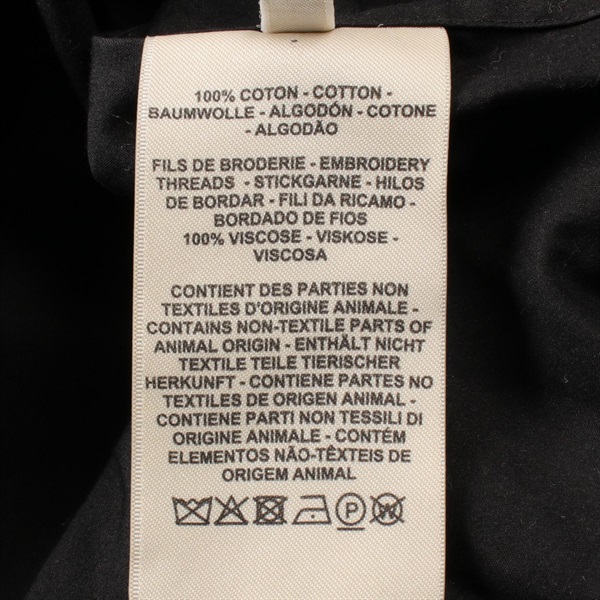 100% COTON - COTTON -
BAUMWOLLE - ALGODÓN - COTONE
- ALGODÃO
FILS DE BRODERIE - EMBROIDERY
THREADS - STICKGARNE - HILOS
DE BORDAR - FILI DA RICAMO -
BORDADO DE FIOS
100% VISCOSE - VISKOSE -
VISCOSA
CONTIENT DES PARTIES NON
TEXTILES D'ORIGINE ANIMALE -
CONTAINS NON-TEXTILE PARTS OF
ANIMAL ORIGIN - ENTHÄLT NICHT
TEXTILE TEILE TIERISCHER
HERKUNFT - CONTIENE PARTES NO
TEXTILES DE ORIGEN ANIMAL -
CONTIENE PARTI NON TESSILI DI
ORIGINE ANIMALE - CONTÉM
ELEMENTOS NÃO-TÊXTEIS DE
ORIGEM ANIMAL
P W